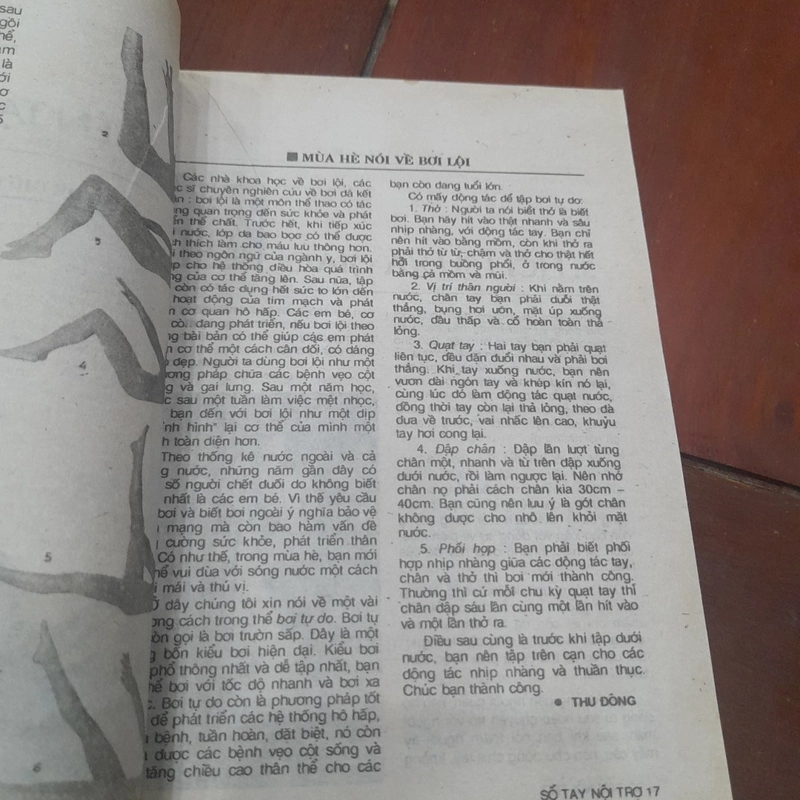 sau
gồi
hể,
ăm
là
ới
ơ
c
5
2
3
4
5
6
MÙA HÈ NÓI VỀ BƠI LỘI
Các nhà khoa học về bơi lội, các
sĩ chuyên nghiên cứu về bơi đã kết
: bơi lội là một môn thể thao có tác
quan trọng đến sức khỏe và phát
thể chất. Trước hết, khi tiếp xúc
nước, lớp da bao bọc có thể được
thích làm cho máu lưu thông hơn.
theo ngôn ngữ của ngành y, bơi lội
cho hệ thống điều hòa quá trình
của cơ thể tăng lên. Sau nữa, tập
còn có tác dụng hết sức to lớn đến
hoạt động của tim mạch và phát
cơ quan hô hấp. Các em bé, cơ
cò.. đang phát triển, nếu bơi lội theo
bài bản có thể giúp các em phát
cơ thể một cách cân đối, có dáng
đẹp. Người ta dùng bơi lội như một
pháp chữa các bệnh vẹo cột
và gai lưng. Sau một năm học,
sau một tuần làm việc mệt nhọc,
bạn đến với bơi lội như một dịp
hình" lại cơ thể của mình một
toàn diện hơn.
Theo thống kê nước ngoài và cả
nước, những năm gần đây có
số người chết đuối do không biết
nhất là các em bé. Vì thế yêu cầu
bơi và biết bơi ngoài ý nghĩa bảo vệ
mạng mà còn bao hàm vấn đề
cường sức khỏe, phát triển thân
Có như thế, trong mùa hè, bạn mới
vui đùa với sóng nước một cách
mái và thú vị.
Ở đây chúng tôi xin nói về một vài
cách trong thể bơi tự do. Bơi tự
còn gọi là bơi trườn sấp. Đây là một
bốn kiểu bơi hiện đại. Kiểu bơi
phổ thông nhất và dễ tập nhất, bạn
bơi với tốc độ nhanh và bơi xa
Bơi tự do còn là phương pháp tốt
để phát triển các hệ thống hô hấp,
bệnh, tuần hoàn, đặt biệt, nó còn
được các bệnh vẹo cột sống và
tăng chiều cao thân thể cho các
bạn còn đang tuổi lớn.
Có mấy động tác để tập bơi tự do:
1. Thở : Người ta nói biết thở là biết
bơi. Bạn hãy hít vào thật nhanh và sâu
nhịp nhàng, với động tác tay. Bạn chỉ
nên hít vào bằng mồm, còn khi thở ra
phải thở từ từ, chậm và thở cho thật hết
hơi trong buồng phổi, ở trong nước
bằng cả mồm và mũi.
2. Vị trí thân người : Khi nằm trên
nước, chân tay bạn phải duỗi thật
thẳng, bụng hơi ưỡn, mặt úp xuống
nước, đầu thấp và cổ hoàn toàn thả
lỏng.
3. Quạt tay : Hai tay bạn phải quạt
liên tục, đều đặn đuổi nhau và phải bơi
thẳng. Khi tay xuống nước, bạn nên
vươn dài ngón tay và khép kín nó lại,
cùng lúc đó làm động tác quạt nước,
đồng thời tay còn lại thả lỏng, theo đà
đưa về trước, vai nhấc lên cao, khuỷu
tay hơi cong lại.
4. Đập chân : Đập lần lượt từng
chân một, nhanh và từ trên đập xuống
dưới nước, rồi làm ngược lại. Nên nhớ
chân nọ phải cách chân kia 30cm –
40cm. Bạn cũng nên lưu ý là gót chân
không được cho nhô lên khỏi mặt
nước.
5. Phối hợp : Bạn phải biết phối
hợp nhịp nhàng giữa các động tác tay,
chân và thở thì bơi mới thành công.
Thường thì cứ mỗi chu kỳ quạt tay thì
chân đập sáu lần cùng một lần hít vào
và một lần thở ra.
Điều sau cùng là trước khi tập dưới
nước, bạn nên tập trên cạn cho các
động tác nhịp nhàng và thuần thục.
Chúc bạn thành công.
● THU ĐÔNG
SỔ TAY NỘI TRỢ 17